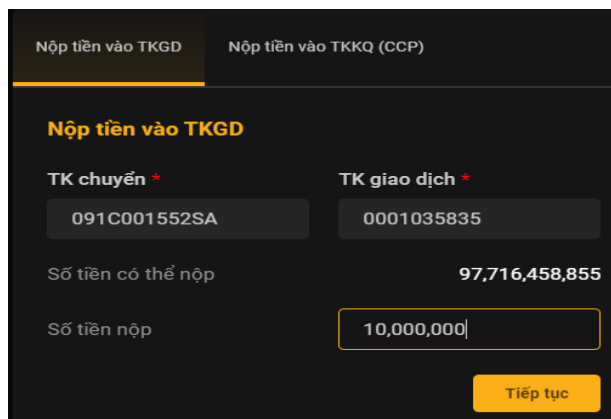 Nộp tiền vào TKGD Nộp tiền vào TKKQ (CCP)
Nộp tiền vào TKGD
TK chuyển * TK giao dịch *
091C001552SA 0001035835
Số tiền có thể nộp 97,716,458,855
Số tiền nộp 10,000,000
Tiếp tục